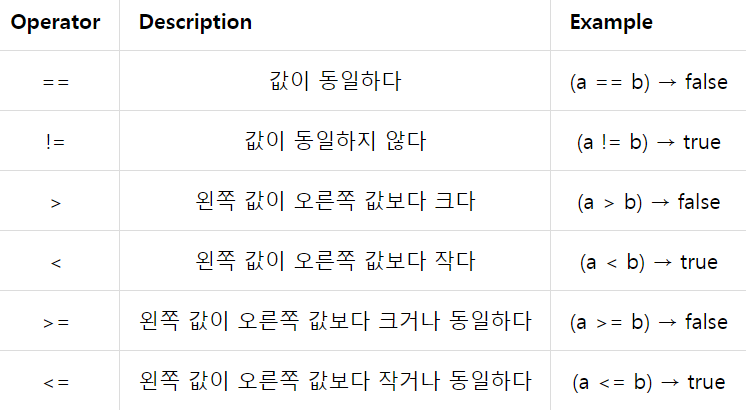 Operator Description Example
== 값이 동일하다 (a == b) → false
!= 값이 동일하지 않다 (a != b) → true
> 왼쪽 값이 오른쪽 값보다 크다 (a > b) → false
< 왼쪽 값이 오른쪽 값보다 작다 (a < b) → true
>= 왼쪽 값이 오른쪽 값보다 크거나 동일하다 (a >= b) → false
<= 왼쪽 값이 오른쪽 값보다 작거나 동일하다 (a <= b) → true